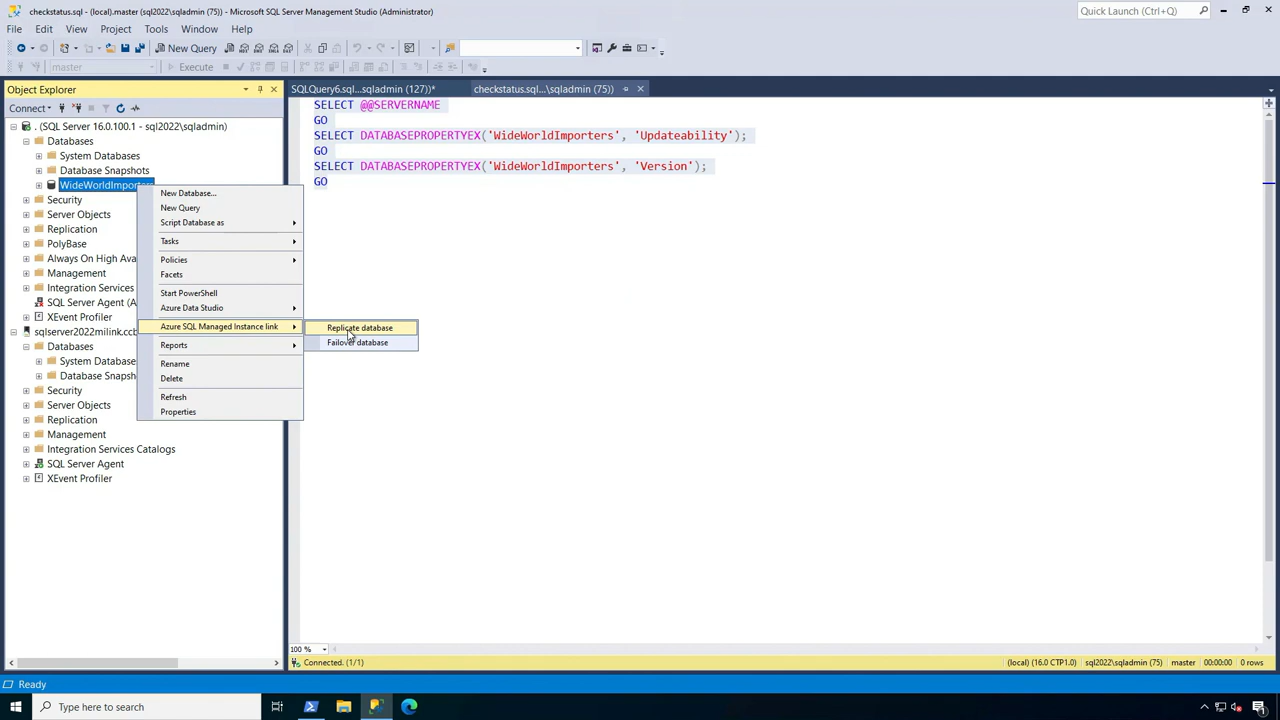 checkstatus.sql - (local).master (sql2022\sqladmin (75)) - Microsoft SQL Server Management Studio (Administrator)
Quick Launch (Ctrl+Q)
File Edit View Project Tools Window Help
New Query
master
Execute
Object Explorer
SQLQuery6.sql...sqladmin (127))*
checkstatus.sql...\sqladmin (75))
Connect
. (SQL Server 16.0.100.1 - sql2022\sqladmin)
Databases
System Databases
Database Snapshots
WideWorldImporters
Security
Server Objects
Replication
PolyBase
Always On High Ava
Management
Integration Services
SQL Server Agent (A
XEvent Profiler
sqlserver2022milink.ccb
Databases
System Database
Database Snapsh
Security
Server Objects
Replication
Management
Integration Services Catalogs
SQL Server Agent
XEvent Profiler
New Database...
New Query
Script Database as
Tasks
Policies
Facets
Start PowerShell
Azure Data Studio
Azure SQL Managed Instance link
Reports
Rename
Delete
Refresh
Properties
Replicate database
Failover database
SELECT @@SERVERNAME
GO
SELECT DATABASEPROPERTYEX('WideWorldImporters', 'Updateability');
GO
SELECT DATABASEPROPERTYEX('WideWorldImporters', 'Version');
GO
100 %
Connected. (1/1)
(local) (16.0 CTP1.0) sql2022\sqladmin (75) master 00:00:00 0 rows
Ready
Type here to search
1